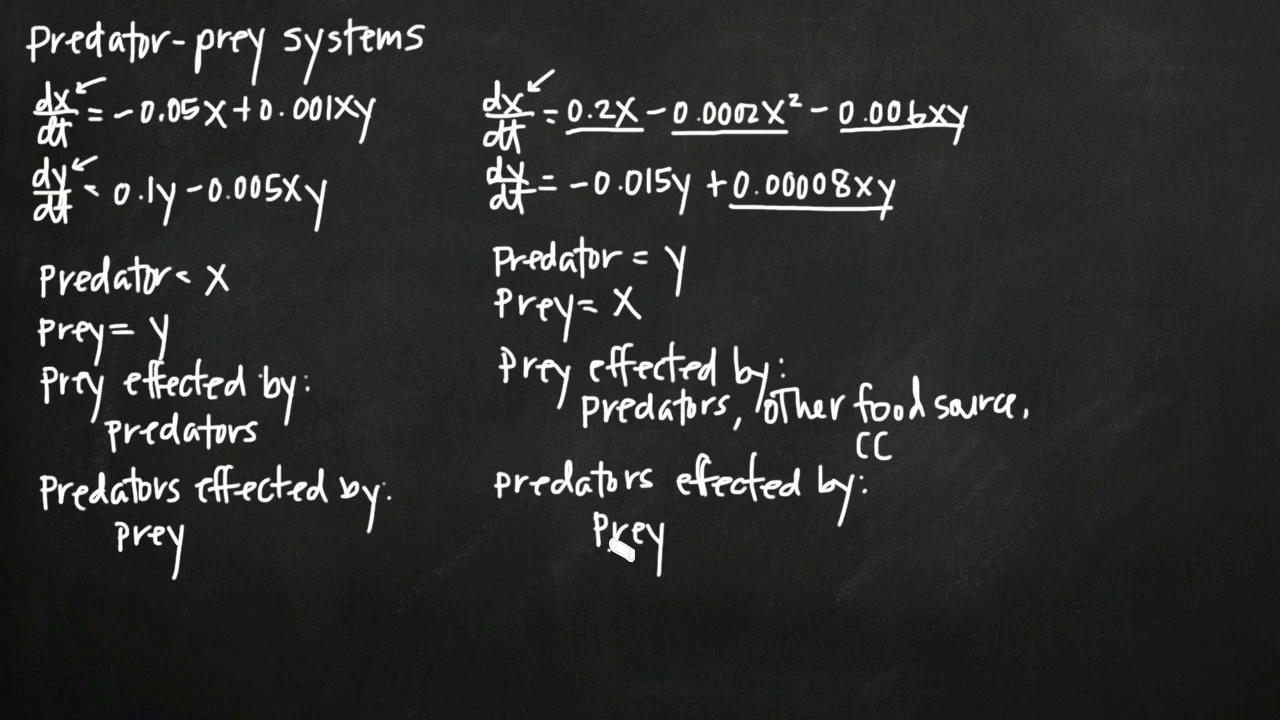 Predator-prey systems
dx/dt = -0.05x + 0.001xy
dy/dt = 0.1y - 0.005xy
Predator = x
Prey = y
Prey effected by:
predators
Predators effected by:
prey
dx/dt = 0.2x - 0.0002x² - 0.006xy
dy/dt = -0.015y + 0.00008xy
Predator = y
Prey = x
Prey effected by:
predators, other food source,
CC
predators efected by:
Prey